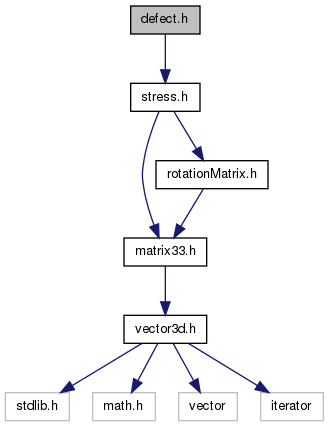 defect.h
stress.h
rotationMatrix.h
matrix33.h
vector3d.h
stdlib.h
math.h
vector
iterator